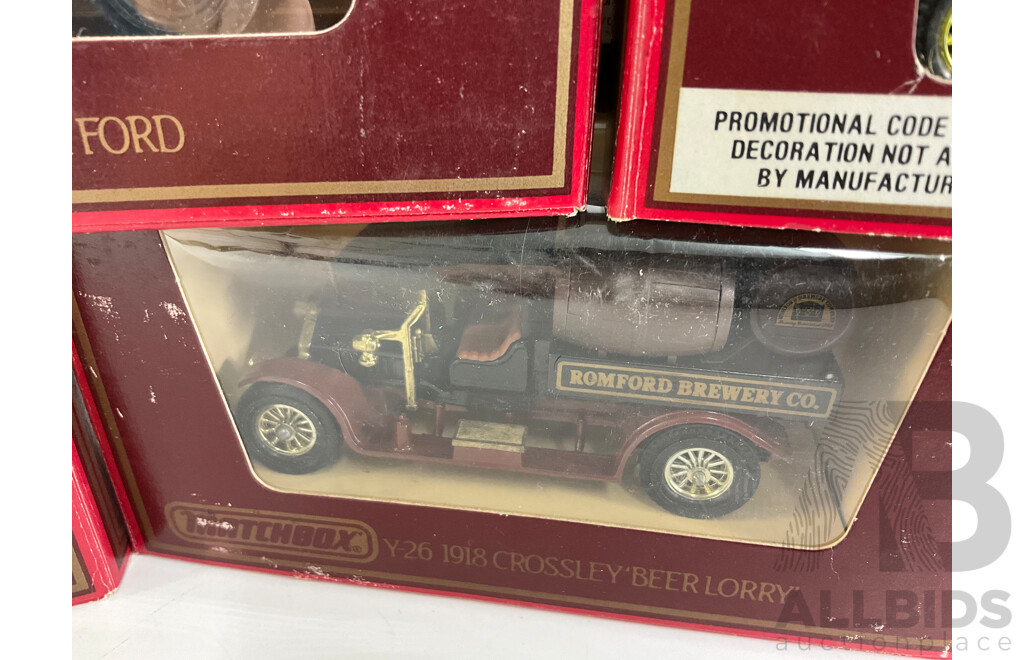 FORD
PROMOTIONAL CODE
DECORATION NOT A
BY MANUFACTUR
ROMFORD BREWERY CO.
MATCHBOX
Y-26 1918 CROSSLEY 'BEER LORRY'
B
ALLBIDS
auctionplace